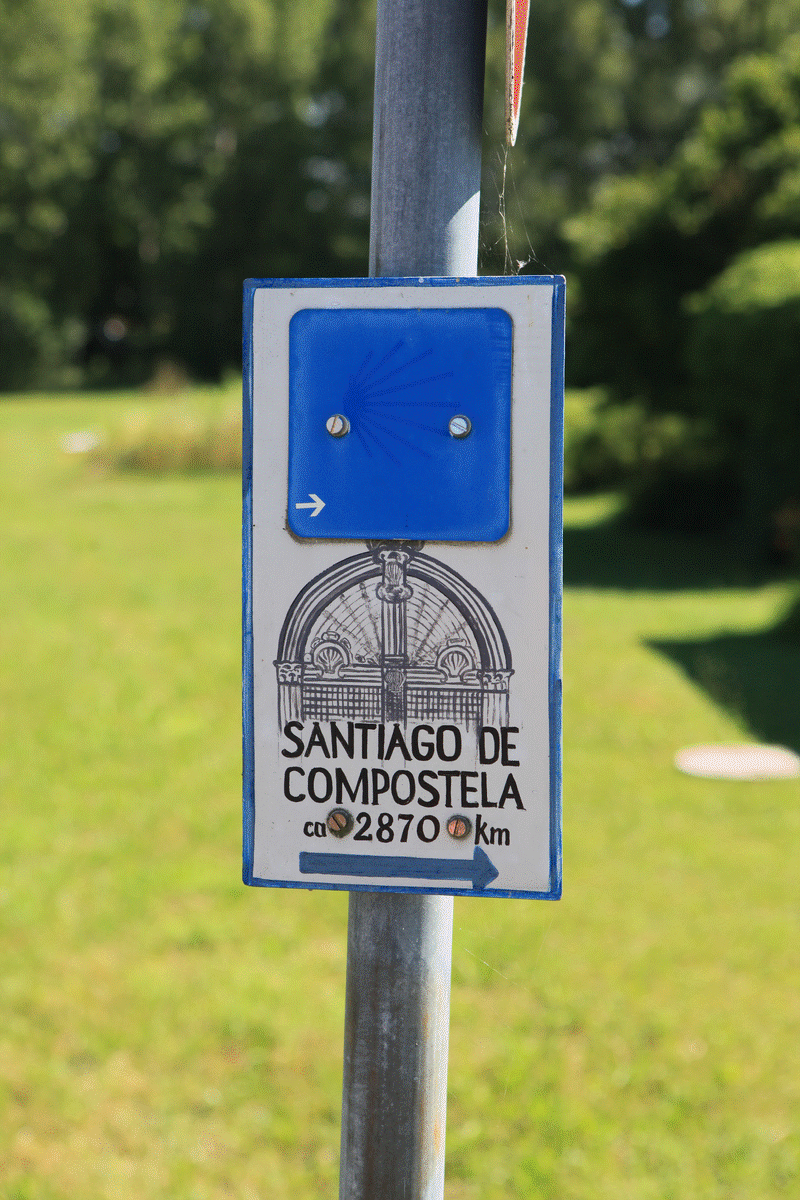 SANTIAGO DE
COMPOSTELA
ca 2870 km